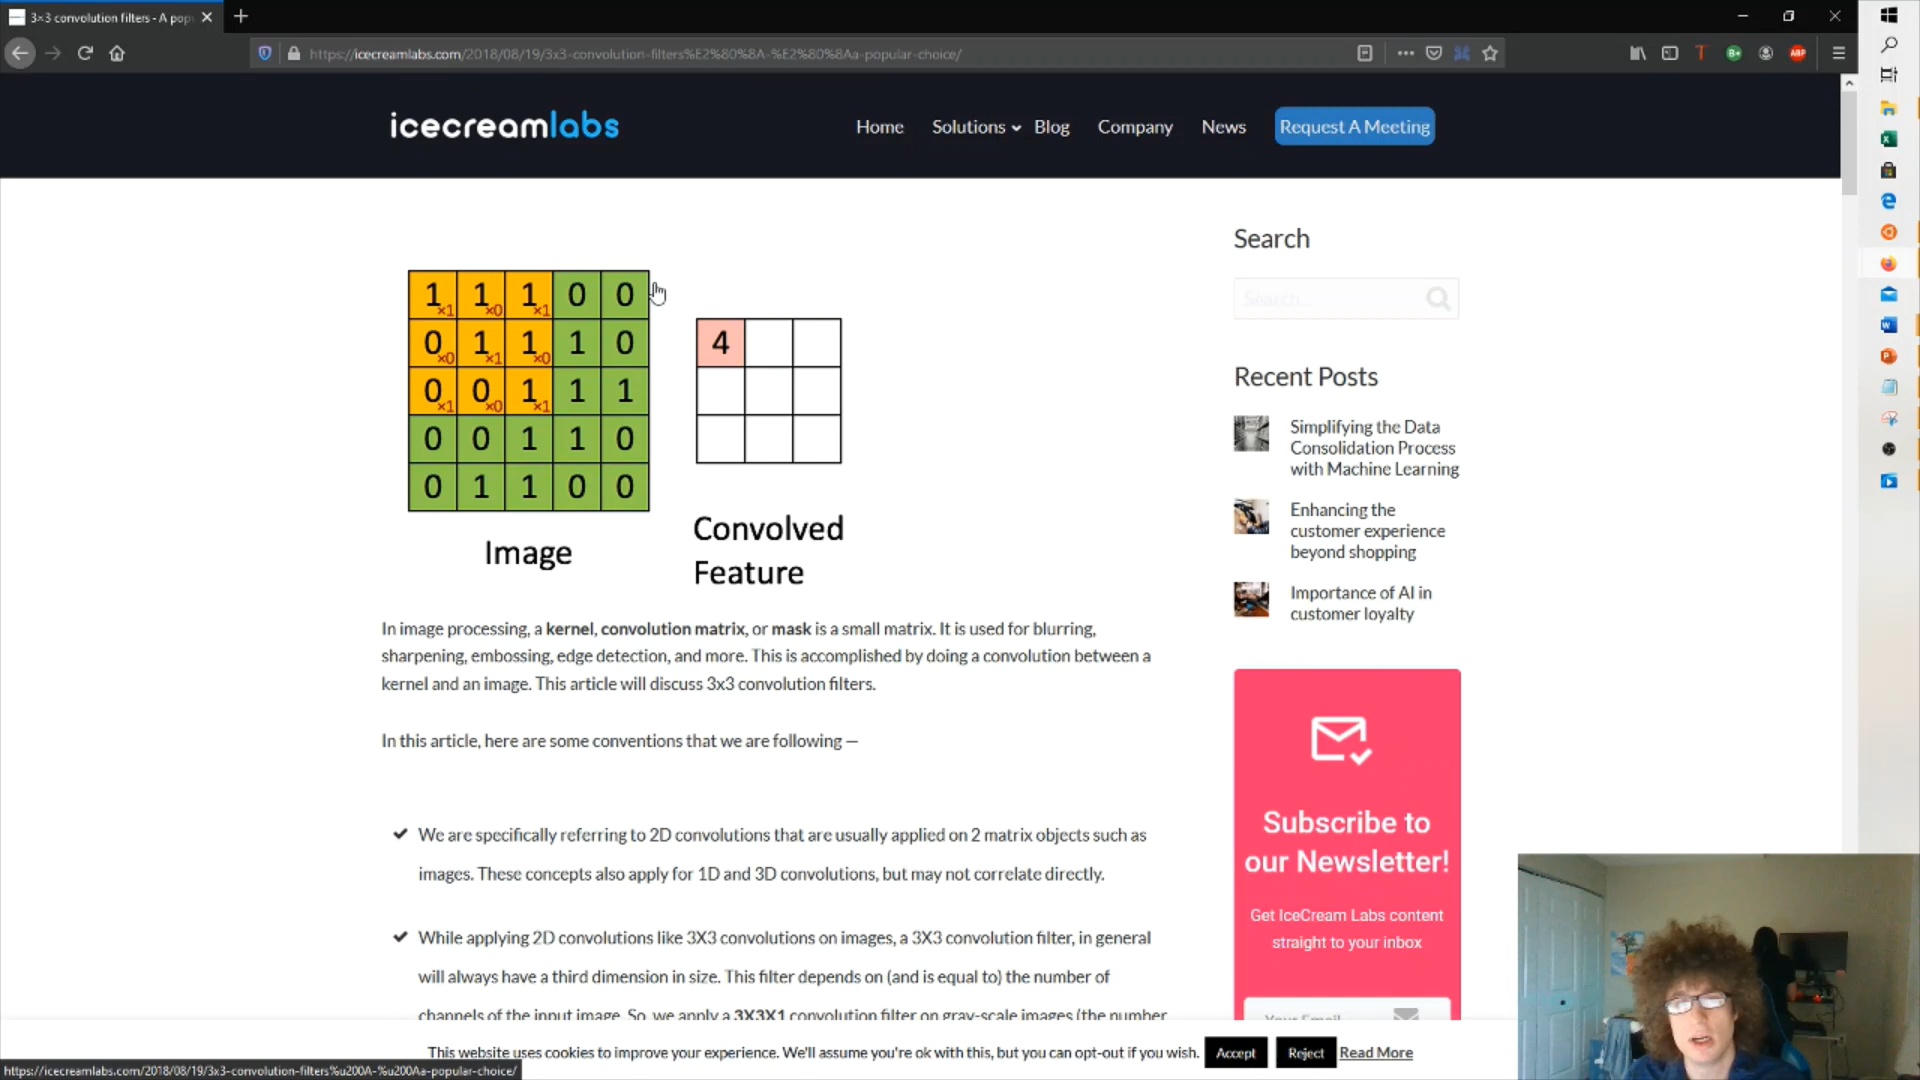 3×3 convolution filters - A pop
https://icecreamlabs.com/2018/08/19/3x3-convolution-filters%E2%80%8A-%E2%80%8Aa-popular-choice/
icecreamlabs
Home Solutions Blog Company News Request A Meeting
1×1 1×0 1×1 0 0
0×0 1×1 1×0 1 0
0×1 0×0 1×1 1 1
0 0 1 1 0
0 1 1 0 0
Image
4
Convolved
Feature
In image processing, a kernel, convolution matrix, or mask is a small matrix. It is used for blurring,
sharpening, embossing, edge detection, and more. This is accomplished by doing a convolution between a
kernel and an image. This article will discuss 3x3 convolution filters.
In this article, here are some conventions that we are following —
We are specifically referring to 2D convolutions that are usually applied on 2 matrix objects such as
images. These concepts also apply for 1D and 3D convolutions, but may not correlate directly.
While applying 2D convolutions like 3X3 convolutions on images, a 3X3 convolution filter, in general
will always have a third dimension in size. This filter depends on (and is equal to) the number of
channels of the input image. So, we apply a 3X3X1 convolution filter on gray-scale images (the number
Search
Search...
Recent Posts
Simplifying the Data
Consolidation Process
with Machine Learning
Enhancing the
customer experience
beyond shopping
Importance of AI in
customer loyalty
Subscribe to
our Newsletter!
Get IceCream Labs content
straight to your inbox
Your Email
This website uses cookies to improve your experience. We'll assume you're ok with this, but you can opt-out if you wish. Accept Reject Read More
https://icecreamlabs.com/2018/08/19/3x3-convolution-filters%u200A-%u200Aa-popular-choice/